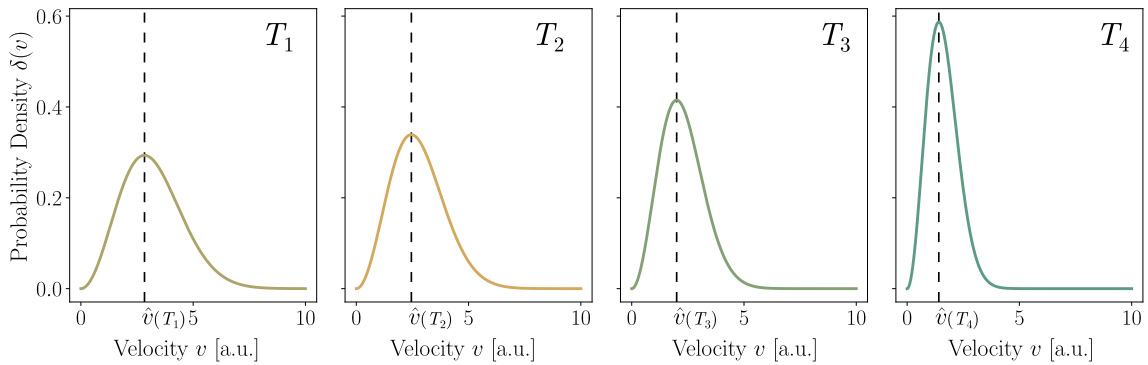 Probability Density δ(v)
0.6
0.4
0.2
0.0
T₁
0 v̂(T₁) 5 10
Velocity v [a.u.]
T₂
0 v̂(T₂) 5 10
Velocity v [a.u.]
T₃
0 v̂(T₃) 5 10
Velocity v [a.u.]
T₄
0 v̂(T₄) 5 10
Velocity v [a.u.]